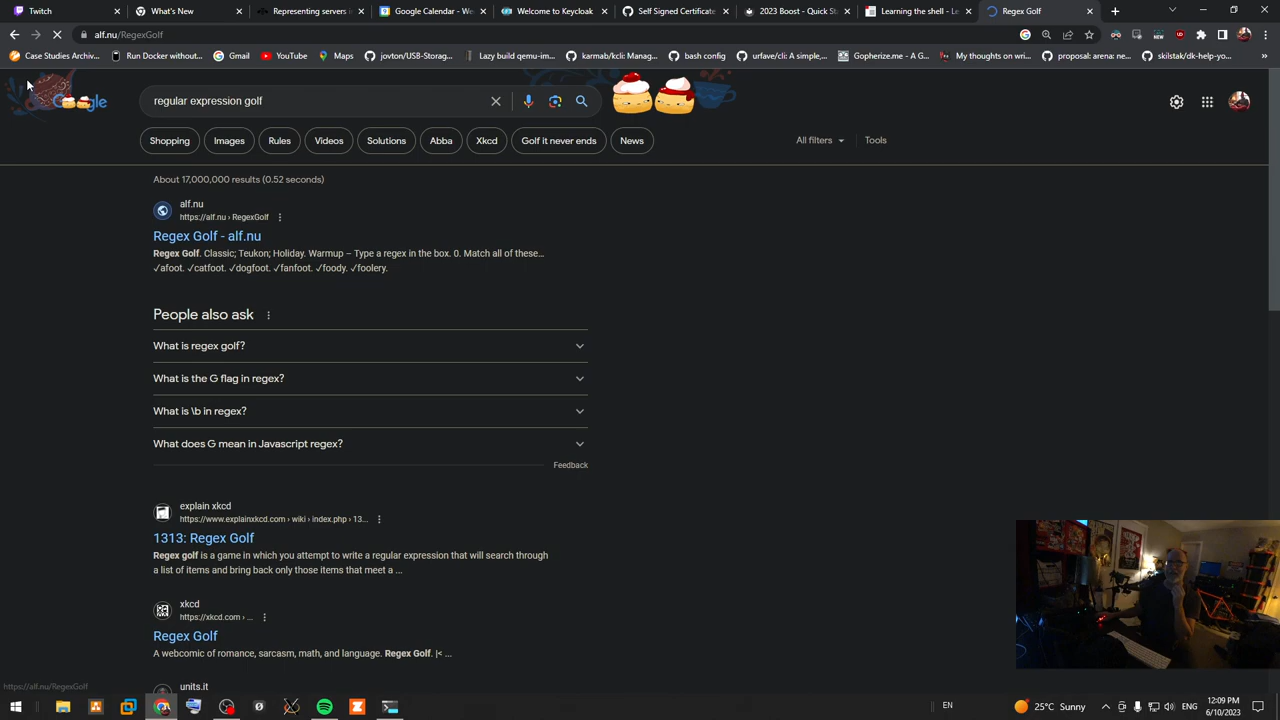 Twitch
What's New
Representing servers i
Google Calendar - We
Welcome to Keycloak
Self Signed Certificate
2023 Boost - Quick St
Learning the shell - Le
Regex Golf
alf.nu/RegexGolf
Case Studies Archiv...
Run Docker without...
Gmail
YouTube
Maps
joyton/USB-Storag...
Lazy build qemu-im...
karmab/kcli: Manag...
bash config
urfave/cli: A simple,...
Gopherize.me - A G...
My thoughts on wri...
proposal: arena: ne...
skilstak/dk-help-yo...
»
Google
regular expression golf
Shopping
Images
Rules
Videos
Solutions
Abba
Xkcd
Golf it never ends
News
All filters
Tools
About 17,000,000 results (0.52 seconds)
alf.nu
https://alf.nu › RegexGolf
Regex Golf - alf.nu
Regex Golf. Classic; Teukon; Holiday. Warmup – Type a regex in the box. 0. Match all of these…
✓afoot. ✓catfoot. ✓dogfoot. ✓fanfoot. ✓foody. ✓foolery.
People also ask
What is regex golf?
What is the G flag in regex?
What is \b in regex?
What does G mean in Javascript regex?
Feedback
explain xkcd
https://www.explainxkcd.com › wiki › index.php › 13...
1313: Regex Golf
Regex golf is a game in which you attempt to write a regular expression that will search through
a list of items and bring back only those items that meet a ...
xkcd
https://xkcd.com › ...
Regex Golf
A webcomic of romance, sarcasm, math, and language. Regex Golf. |< ...
units.it
https://alf.nu/RegexGolf
EN
25°C Sunny
ENG
12:09 PM
6/10/2023